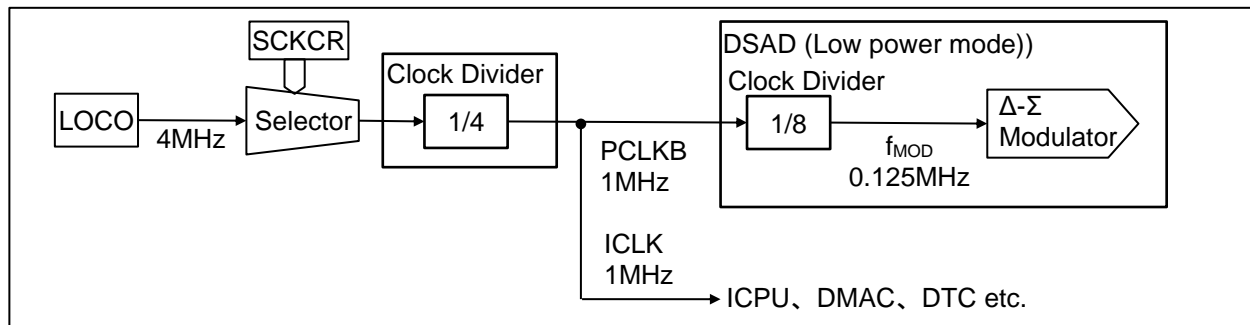 SCKCR
LOCO
4MHz
Selector
Clock Divider
1/4
PCLKB
1MHz
ICLK
1MHz
ICPU、DMAC、DTC etc.
DSAD (Low power mode))
Clock Divider
1/8
fMOD
0.125MHz
Δ-Σ
Modulator